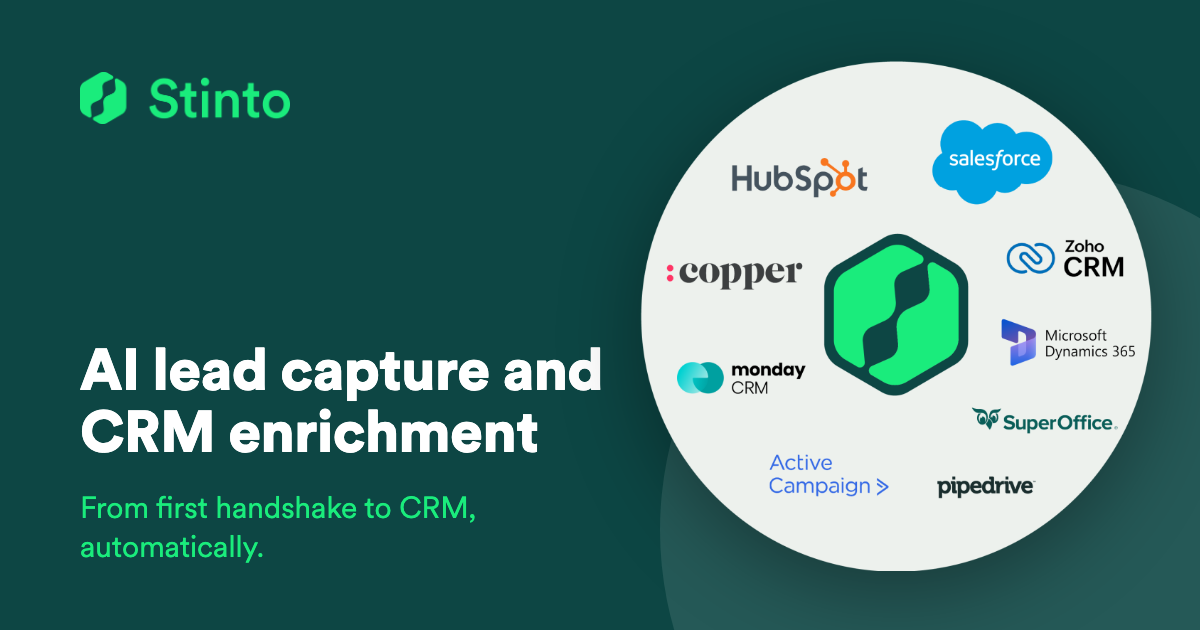 Stinto
AI lead capture and
CRM enrichment
From first handshake to CRM,
automatically.
HubSpot
salesforce
copper
Zoho
CRM
Microsoft
Dynamics 365
monday
CRM
SuperOffice
Active
Campaign
pipedrive